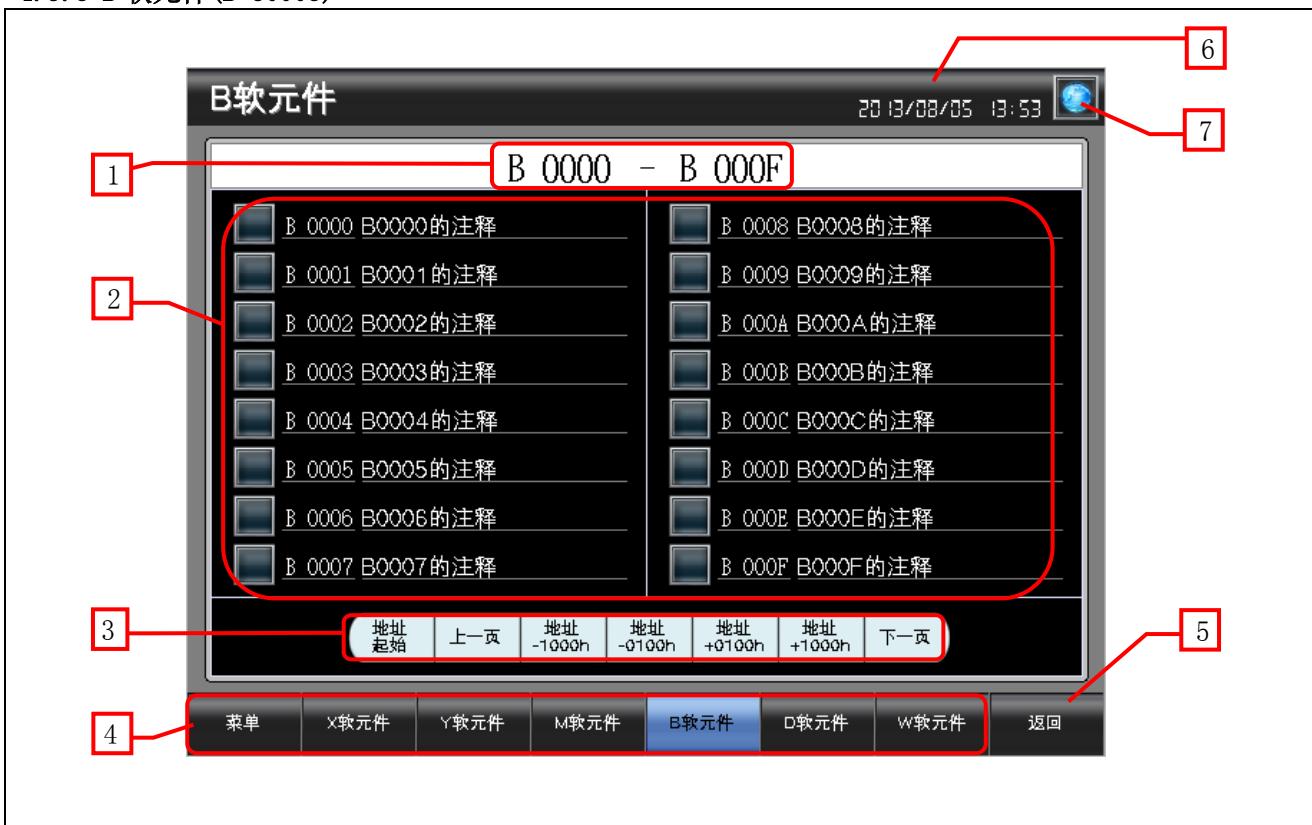 6
B软元件
2013/08/05 13:53
7
1
B 0000 - B 000F
2
B 0000 B0000的注释
B 0001 B0001的注释
B 0002 B0002的注释
B 0003 B0003的注释
B 0004 B0004的注释
B 0005 B0005的注释
B 0006 B0006的注释
B 0007 B0007的注释
B 0008 B0008的注释
B 0009 B0009的注释
B 000A B000A的注释
B 000B B000B的注释
B 000C B000C的注释
B 000D B000D的注释
B 000E B000E的注释
B 000F B000F的注释
3
地址
起始
上一页
地址
-1000h
地址
-0100h
地址
+0100h
地址
+1000h
下一页
5
4
菜单
X软元件
Y软元件
M软元件
B软元件
D软元件
W软元件
返回